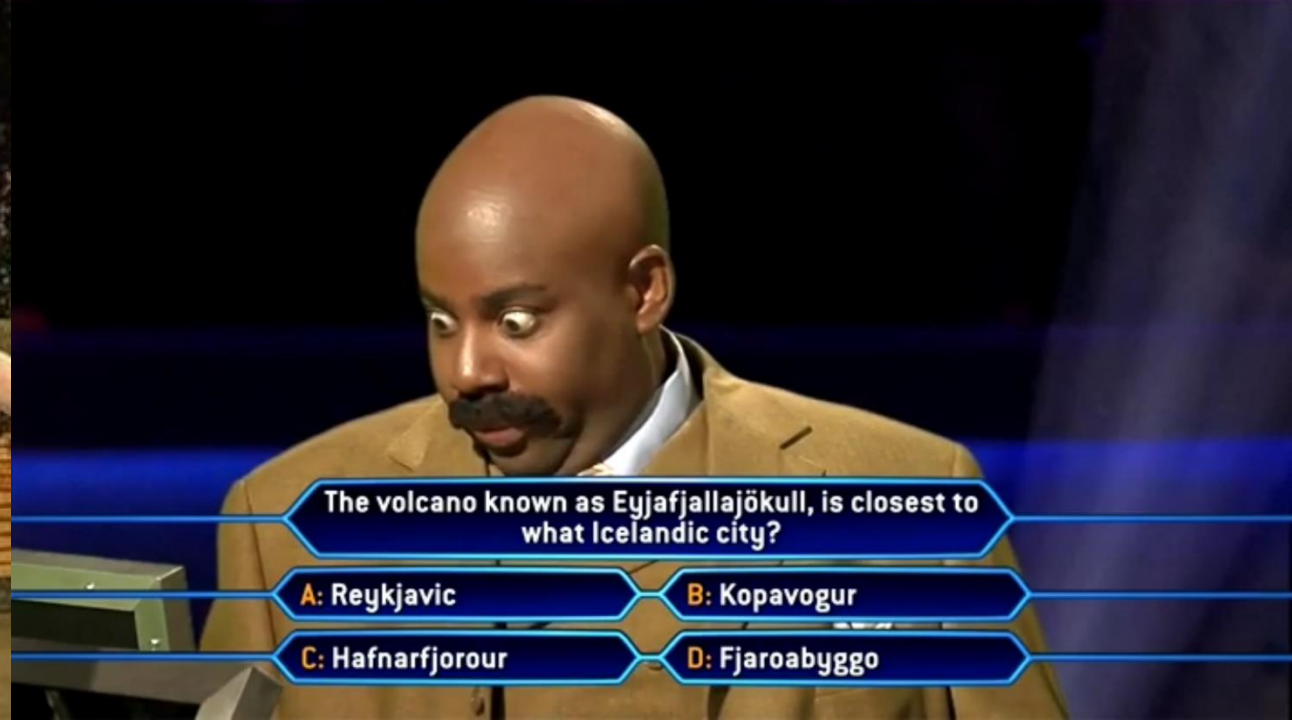 The volcano known as Eyjafjallajökull, is closest to
what Icelandic city?
A: Reykjavic
B: Kopavogur
C: Hafnarfjorour
D: Fjaroabyggo